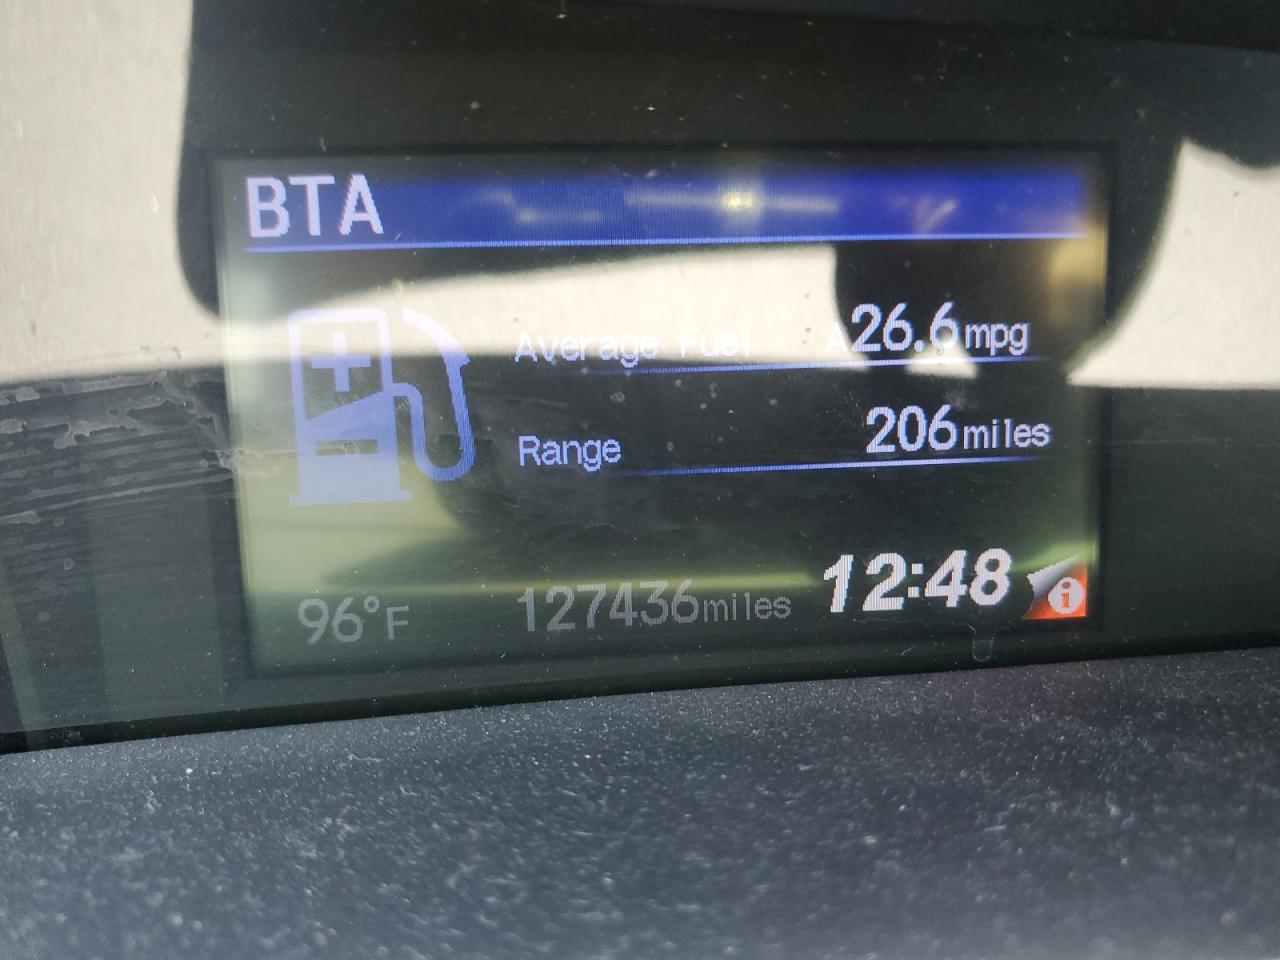 BTA
Average Fuel A26.6mpg
Range 206miles
96°F 127436miles 12:48 i